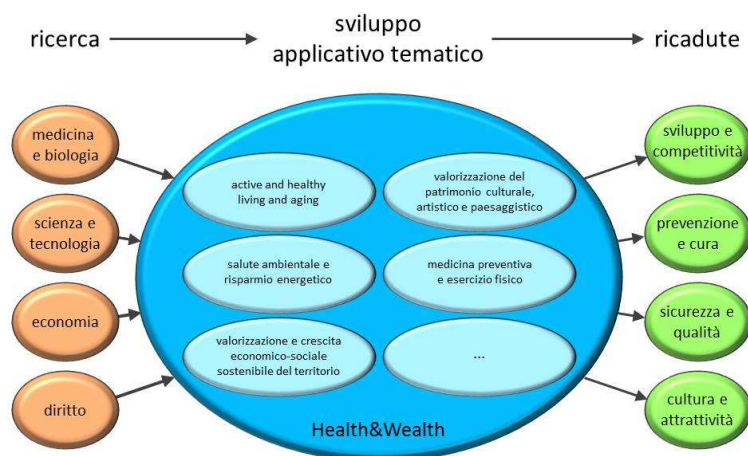 ricerca
sviluppo
applicativo tematico
ricadute
medicina
e biologia
scienza e
tecnologia
economia
diritto
active and healthy
living and aging
valorizzazione del
patrimonio culturale,
artistico e paesaggistico
salute ambientale e
risparmio energetico
medicina preventiva
e esercizio fisico
valorizzazione e crescita
economico-sociale
sostenibile del territorio
...
Health&Wealth
sviluppo e
competitività
prevenzione
e cura
sicurezza e
qualità
cultura e
attrattività